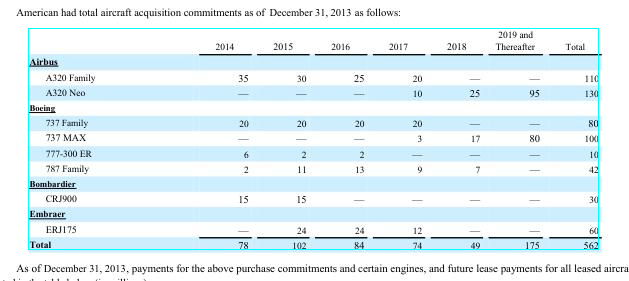 American had total aircraft acquisition commitments as of December 31, 2013 as follows:
2014 2015 2016 2017 2018 2019 and Thereafter Total
Airbus
A320 Family 35 30 25 20 — — 110
A320 Neo — — — 10 25 95 130
Boeing
737 Family 20 20 20 20 — — 80
737 MAX — — — 3 17 80 100
777-300 ER 6 2 2 — — — 10
787 Family 2 11 13 9 7 — 42
Bombardier
CRJ900 15 15 — — — — 30
Embraer
ERJ175 — 24 24 12 — — 60
Total 78 102 84 74 49 175 562
As of December 31, 2013, payments for the above purchase commitments and certain engines, and future lease payments for all leased aircra